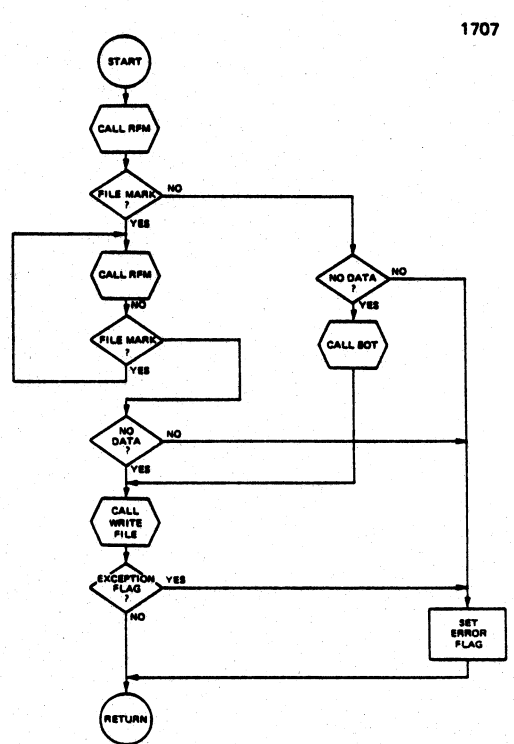 1707
START
CALL RFM
FILE MARK
?
NO
YES
CALL RFM
NO DATA
?
NO
YES
NO
FILE MARK
?
YES
CALL BOT
NO
DATA
?
NO
YES
CALL
WRITE
FILE
EXCEPTION
FLAG
?
YES
NO
SET
ERROR
FLAG
RETURN